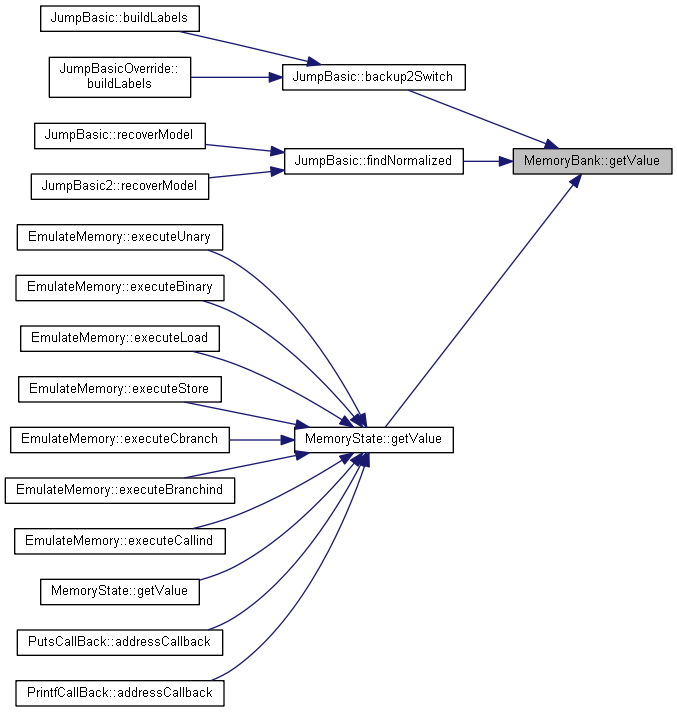 JumpBasic::buildLabels
JumpBasicOverride::
buildLabels
JumpBasic::backup2Switch
JumpBasic::recoverModel
JumpBasic2::recoverModel
JumpBasic::findNormalized
MemoryBank::getValue
EmulateMemory::executeUnary
EmulateMemory::executeBinary
EmulateMemory::executeLoad
EmulateMemory::executeStore
EmulateMemory::executeCbranch
MemoryState::getValue
EmulateMemory::executeBranchind
EmulateMemory::executeCallind
MemoryState::getValue
PutsCallBack::addressCallback
PrintfCallBack::addressCallback